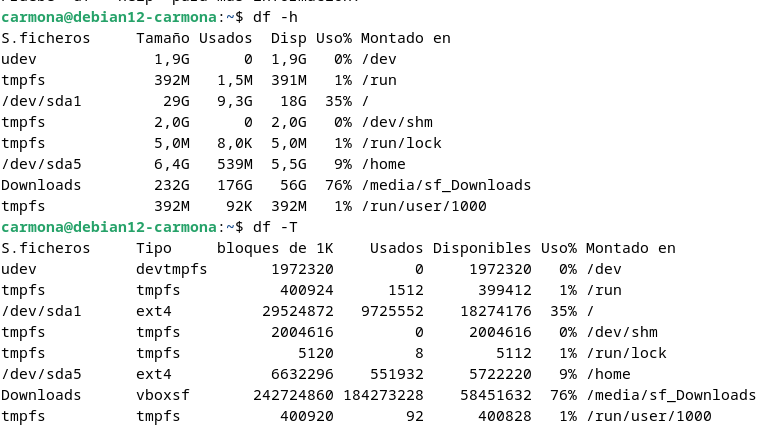 carmona@debian12-carmona:~$ df -h
S.ficheros     Tamaño Usados  Disp Uso% Montado en
udev             1,9G      0  1,9G   0% /dev
tmpfs            392M   1,5M  391M   1% /run
/dev/sda1         29G   9,3G   18G  35% /
tmpfs            2,0G      0  2,0G   0% /dev/shm
tmpfs            5,0M   8,0K  5,0M   1% /run/lock
/dev/sda5        6,4G   539M  5,5G   9% /home
Downloads        232G   176G   56G  76% /media/sf_Downloads
tmpfs            392M    92K  392M   1% /run/user/1000
carmona@debian12-carmona:~$ df -T
S.ficheros     Tipo     bloques de 1K    Usados Disponibles Uso% Montado en
udev           devtmpfs       1972320         0     1972320   0% /dev
tmpfs          tmpfs           400924      1512      399412   1% /run
/dev/sda1      ext4          29524872   9725552    18274176  35% /
tmpfs          tmpfs          2004616         0     2004616   0% /dev/shm
tmpfs          tmpfs             5120         8        5112   1% /run/lock
/dev/sda5      ext4           6632296    551932     5722220   9% /home
Downloads      vboxsf       242724860 184273228    58451632  76% /media/sf_Downloads
tmpfs          tmpfs           400920        92      400828   1% /run/user/1000